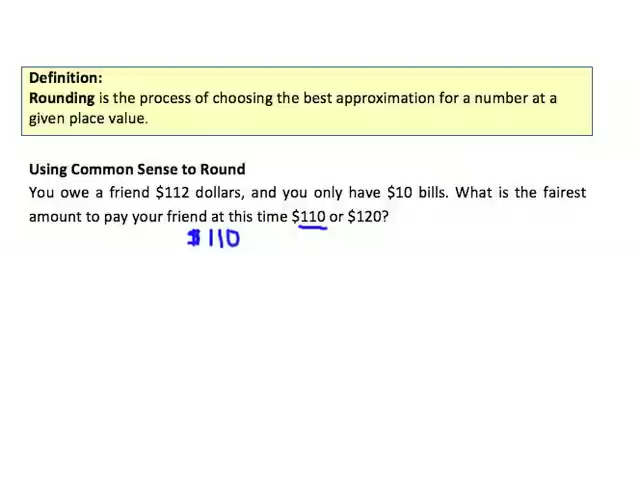 Definition:
Rounding is the process of choosing the best approximation for a number at a
given place value.
Using Common Sense to Round
You owe a friend $112 dollars, and you only have $10 bills. What is the fairest
amount to pay your friend at this time $110 or $120?
$110